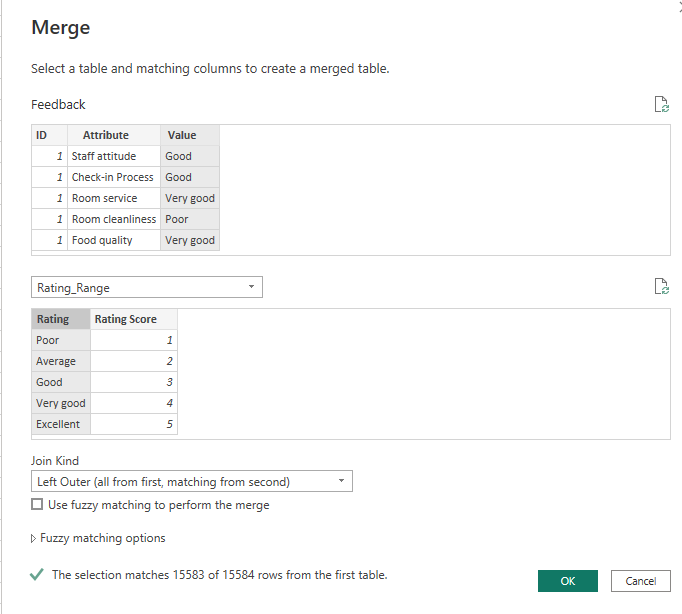 Merge
Select a table and matching columns to create a merged table.
Feedback
ID Attribute Value
1 Staff attitude Good
1 Check-in Process Good
1 Room service Very good
1 Room cleanliness Poor
1 Food quality Very good
Rating_Range
Rating Rating Score
Poor 1
Average 2
Good 3
Very good 4
Excellent 5
Join Kind
Left Outer (all from first, matching from second)
Use fuzzy matching to perform the merge
Fuzzy matching options
The selection matches 15583 of 15584 rows from the first table.
OK Cancel